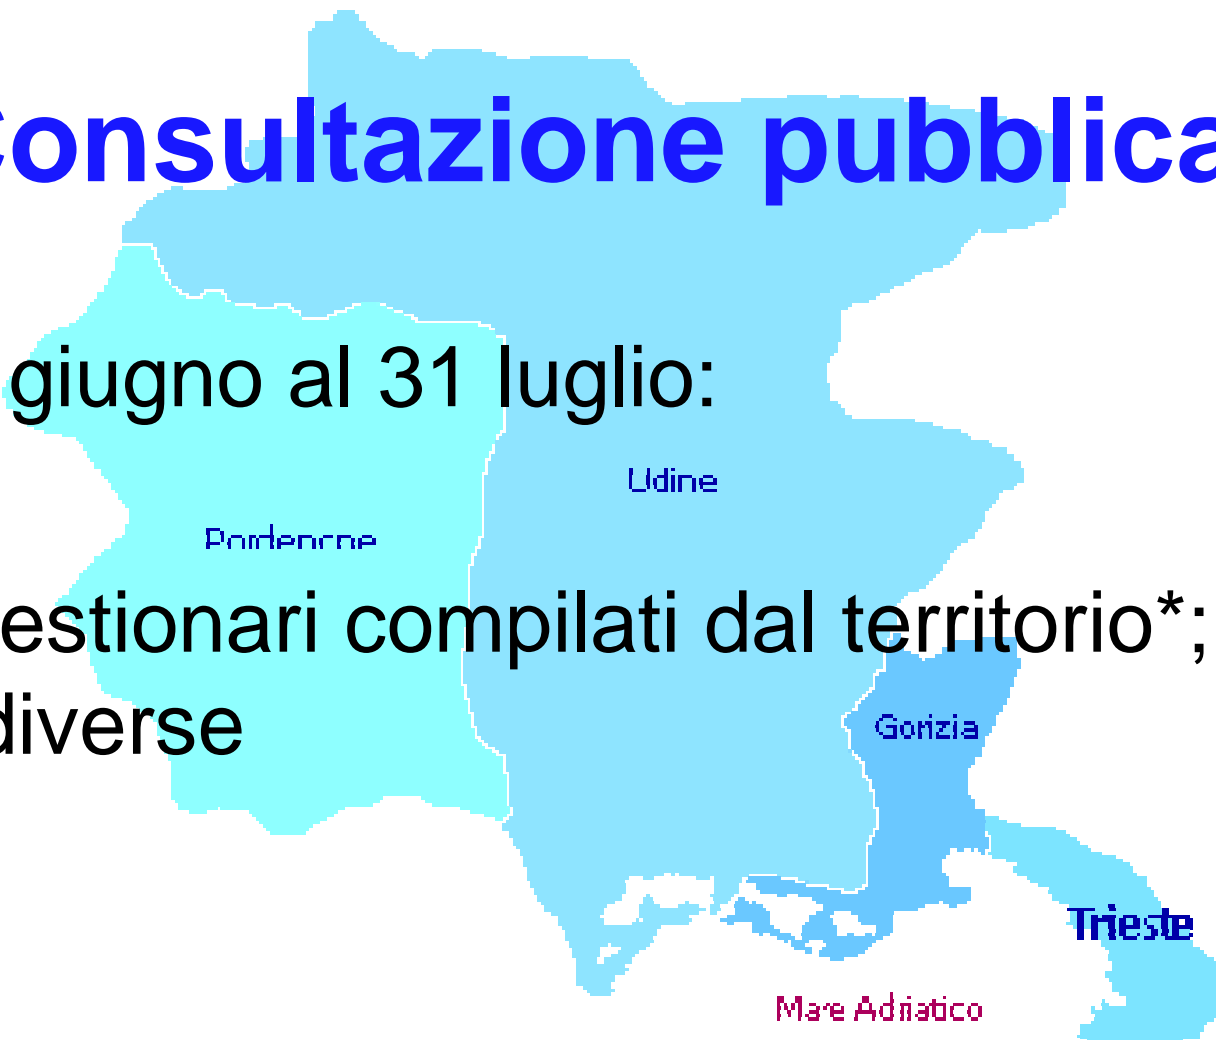 Consultazione pubblica
giugno al 31 luglio:
Udine
Pordenone
estionari compilati dal territorio*;
diverse
Gorizia
Trieste
Mare Adriatico